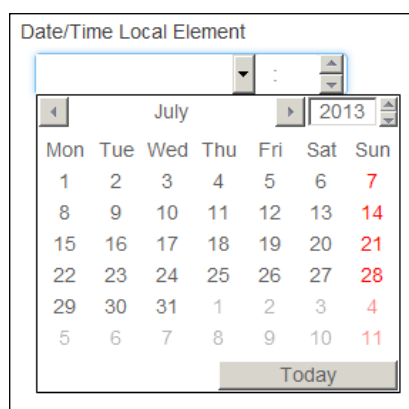 Date/Time Local Element
:
July 2013
Mon Tue Wed Thu Fri Sat Sun
1 2 3 4 5 6 7
8 9 10 11 12 13 14
15 16 17 18 19 20 21
22 23 24 25 26 27 28
29 30 31 1 2 3 4
5 6 7 8 9 10 11
Today